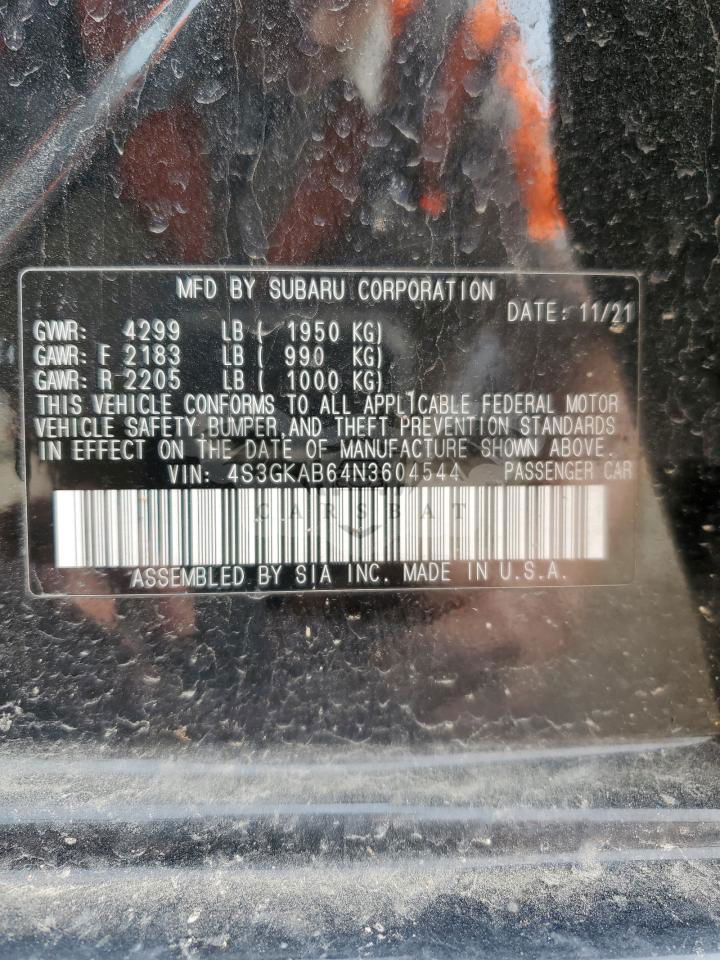 MFD BY SUBARU CORPORATION
DATE: 11/21
GVWR: 4299 LB ( 1950 KG)
GAWR: F 2183 LB ( 990 KG)
GAWR: R 2205 LB ( 1000 KG)
THIS VEHICLE CONFORMS TO ALL APPLICABLE FEDERAL MOTOR
VEHICLE SAFETY, BUMPER, AND THEFT PREVENTION STANDARDS
IN EFFECT ON THE DATE OF MANUFACTURE SHOWN ABOVE.
VIN: 4S3GKAB64N3604544 PASSENGER CAR
CARSBAT
ASSEMBLED BY SIA INC. MADE IN U.S.A.